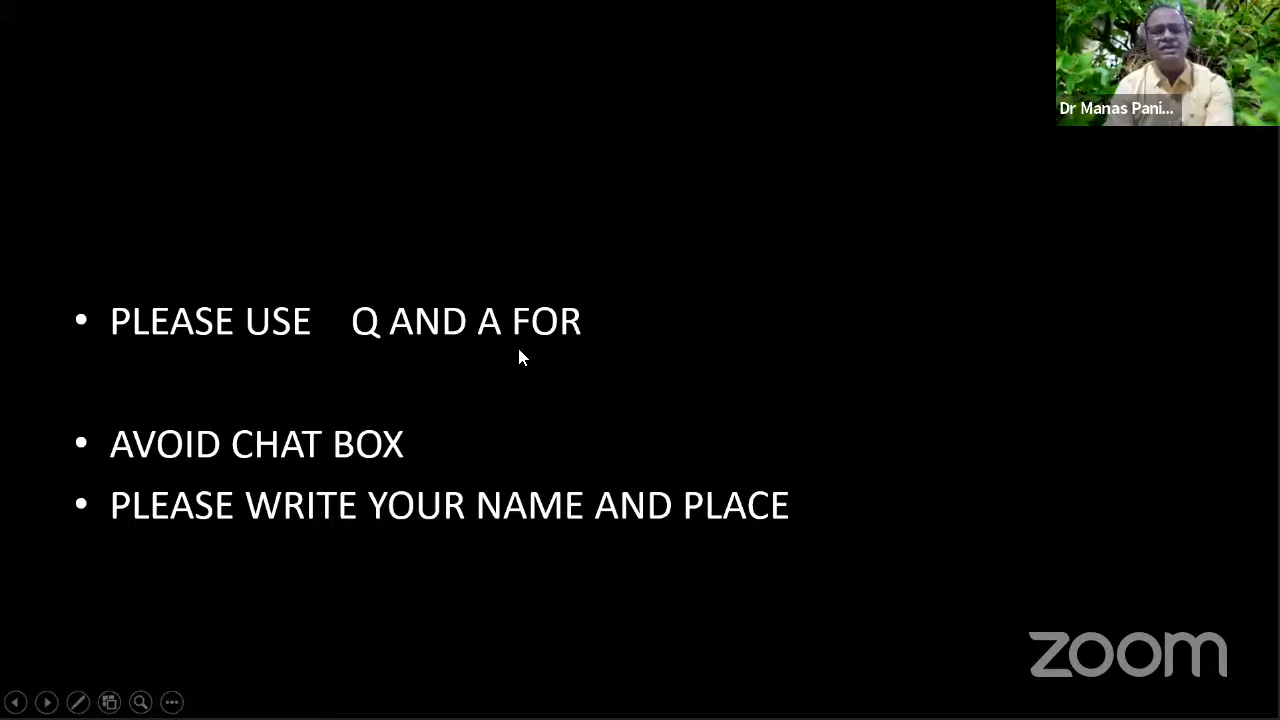 Dr Manas Pani...
• PLEASE USE Q AND A FOR
• AVOID CHAT BOX
• PLEASE WRITE YOUR NAME AND PLACE
zoom